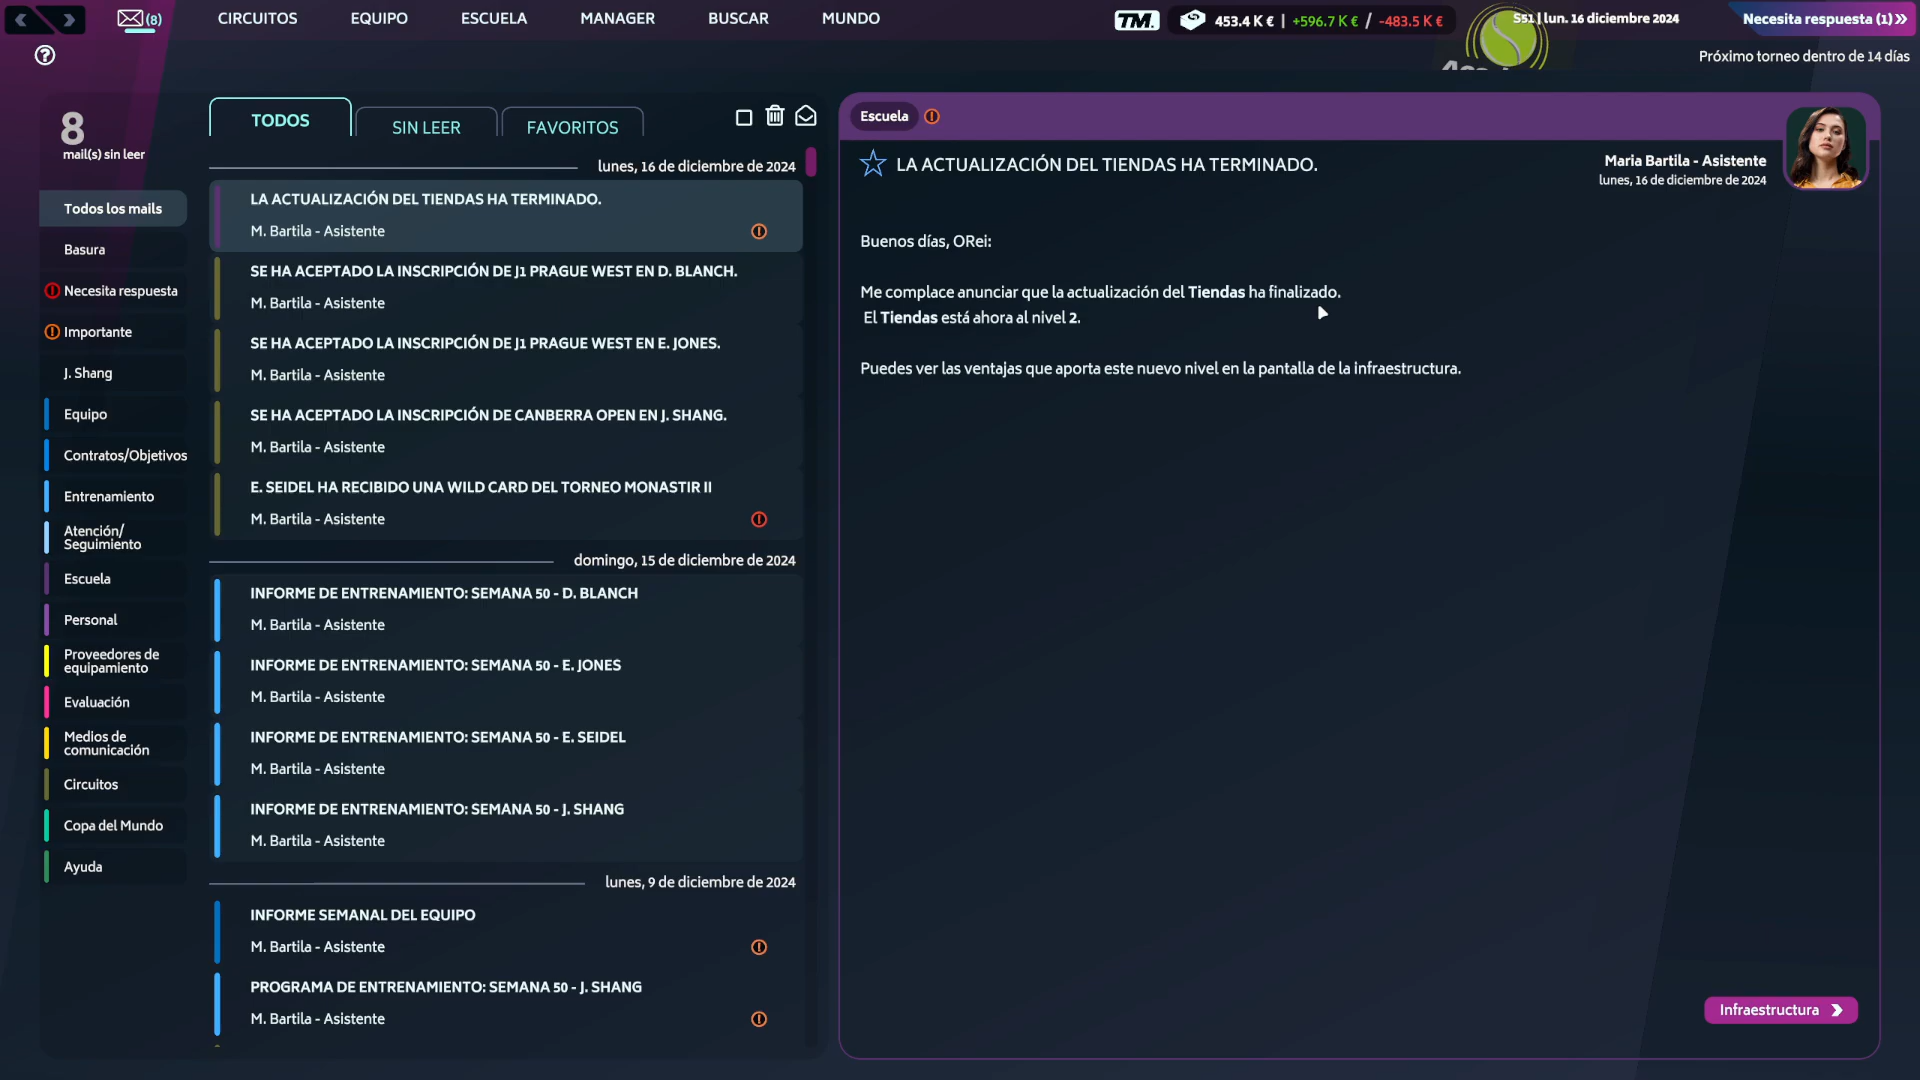 (8)
CIRCUITOS
EQUIPO
ESCUELA
MANAGER
BUSCAR
MUNDO
TM.
453.4 K € | +596.7 K € / -483.5 K €
S51 | lun. 16 diciembre 2024
Necesita respuesta (1)
Próximo torneo dentro de 14 días
8
mail(s) sin leer
Todos los mails
Basura
Necesita respuesta
Importante
J. Shang
Equipo
Contratos/Objetivos
Entrenamiento
Atención/
Seguimiento
Escuela
Personal
Proveedores de
equipamiento
Evaluación
Medios de
comunicación
Circuitos
Copa del Mundo
Ayuda
TODOS
SIN LEER
FAVORITOS
lunes, 16 de diciembre de 2024
LA ACTUALIZACIÓN DEL TIENDAS HA TERMINADO.
M. Bartila - Asistente
SE HA ACEPTADO LA INSCRIPCIÓN DE J1 PRAGUE WEST EN D. BLANCH.
M. Bartila - Asistente
SE HA ACEPTADO LA INSCRIPCIÓN DE J1 PRAGUE WEST EN E. JONES.
M. Bartila - Asistente
SE HA ACEPTADO LA INSCRIPCIÓN DE CANBERRA OPEN EN J. SHANG.
M. Bartila - Asistente
E. SEIDEL HA RECIBIDO UNA WILD CARD DEL TORNEO MONASTIR II
M. Bartila - Asistente
domingo, 15 de diciembre de 2024
INFORME DE ENTRENAMIENTO: SEMANA 50 - D. BLANCH
M. Bartila - Asistente
INFORME DE ENTRENAMIENTO: SEMANA 50 - E. JONES
M. Bartila - Asistente
INFORME DE ENTRENAMIENTO: SEMANA 50 - E. SEIDEL
M. Bartila - Asistente
INFORME DE ENTRENAMIENTO: SEMANA 50 - J. SHANG
M. Bartila - Asistente
lunes, 9 de diciembre de 2024
INFORME SEMANAL DEL EQUIPO
M. Bartila - Asistente
PROGRAMA DE ENTRENAMIENTO: SEMANA 50 - J. SHANG
M. Bartila - Asistente
Escuela
LA ACTUALIZACIÓN DEL TIENDAS HA TERMINADO.
Maria Bartila - Asistente
lunes, 16 de diciembre de 2024
Buenos días, ORei:
Me complace anunciar que la actualización del Tiendas ha finalizado.
El Tiendas está ahora al nivel 2.
Puedes ver las ventajas que aporta este nuevo nivel en la pantalla de la infraestructura.
Infraestructura